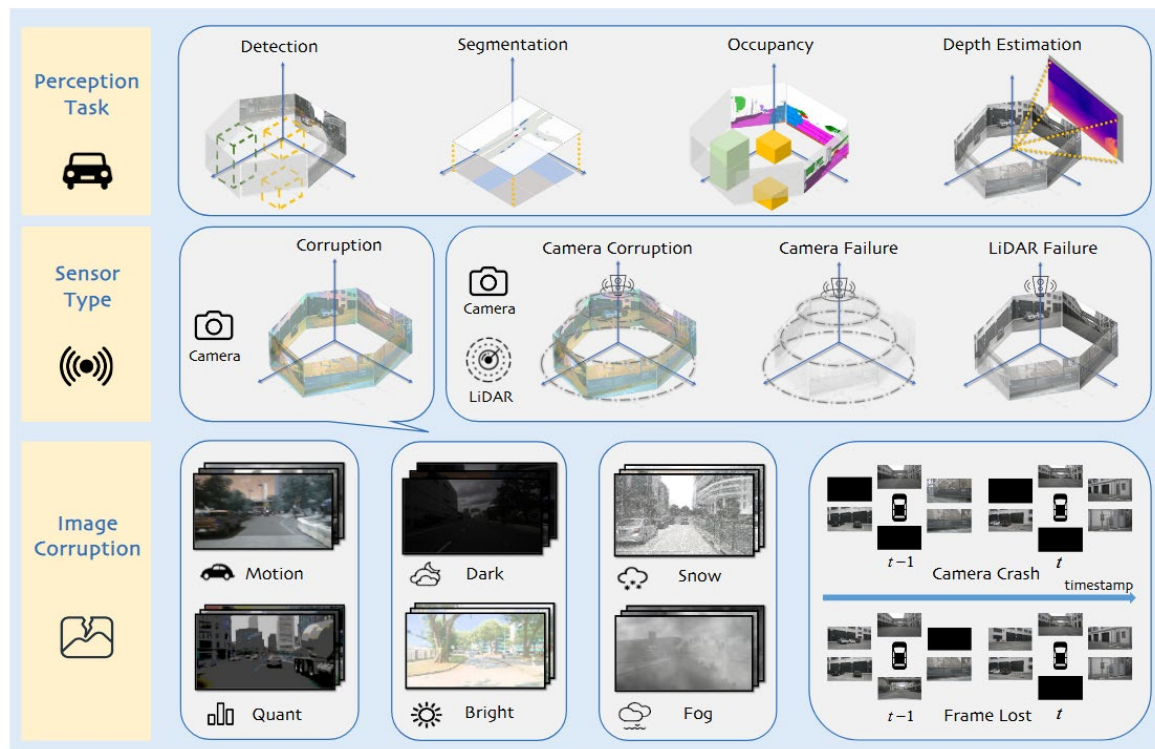 Perception
Task
Detection
Segmentation
Occupancy
Depth Estimation
Sensor
Type
Corruption
Camera
Camera Corruption
Camera Failure
LiDAR Failure
Camera
LiDAR
Image
Corruption
Motion
Dark
Snow
Quant
Bright
Fog
t−1
t
Camera Crash
timestamp
t−1
Frame Lost
t